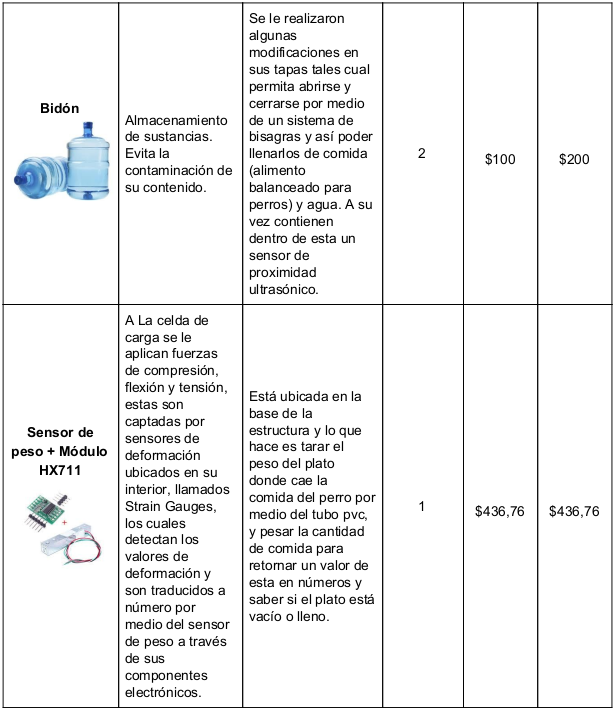 Bidón
Almacenamiento
de sustancias.
Evita la
contaminación de
su contenido.
Se le realizaron
algunas
modificaciones en
sus tapas tales cual
permita abrirse y
cerrarse por medio
de un sistema de
bisagras y así poder
llenarlos de comida
(alimento
balanceado para
perros) y agua. A su
vez contienen
dentro de esta un
sensor de
proximidad
ultrasónico.
2
$100
$200
Sensor de
peso + Módulo
HX711
A La celda de
carga se le
aplican fuerzas
de compresión,
flexión y tensión,
estas son
captadas por
sensores de
deformación
ubicados en su
interior, llamados
Strain Gauges,
los cuales
detectan los
valores de
deformación y
son traducidos a
número por
medio del sensor
de peso a través
de sus
componentes
electrónicos.
Está ubicada en la
base de la
estructura y lo que
hace es tarar el
peso del plato
donde cae la
comida del perro por
medio del tubo pvc,
y pesar la cantidad
de comida para
retornar un valor de
esta en números y
saber si el plato está
vacío o lleno.
1
$436,76
$436,76